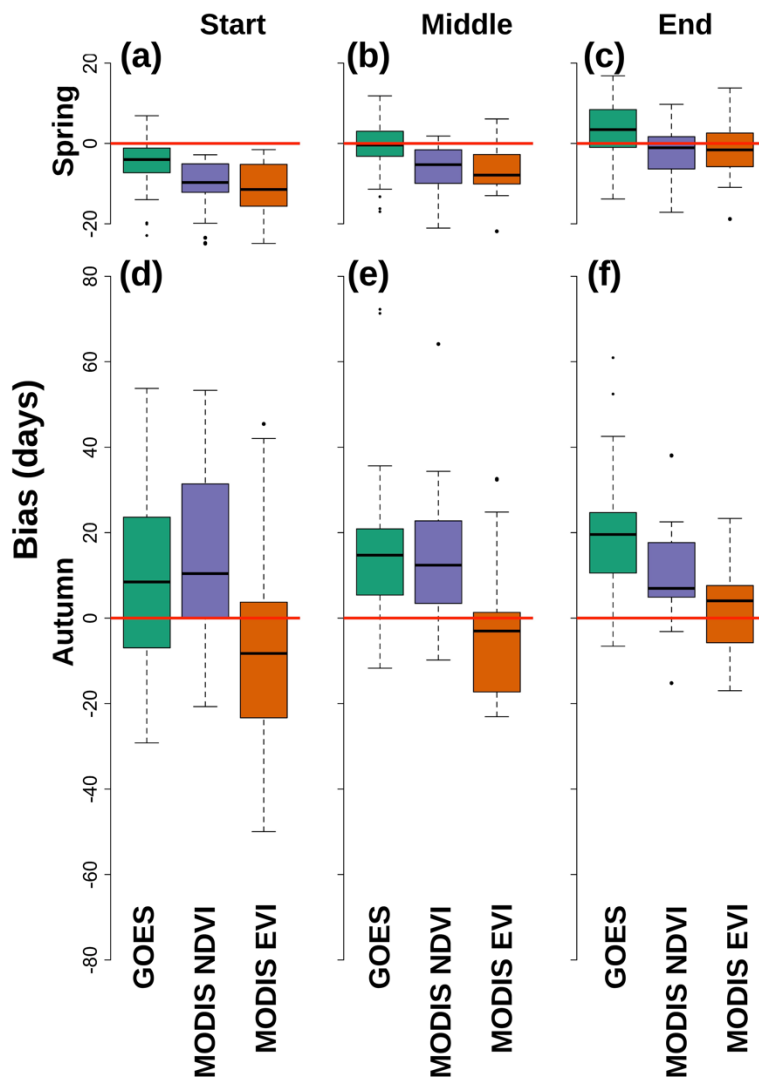 Start Middle End
(a) (b) (c)
Spring
20
0
-20
(d) (e) (f)
Bias (days)
Autumn
80
60
40
20
0
-20
-40
-60
-80
GOES
MODIS NDVI
MODIS EVI
GOES
MODIS NDVI
MODIS EVI
GOES
MODIS NDVI
MODIS EVI